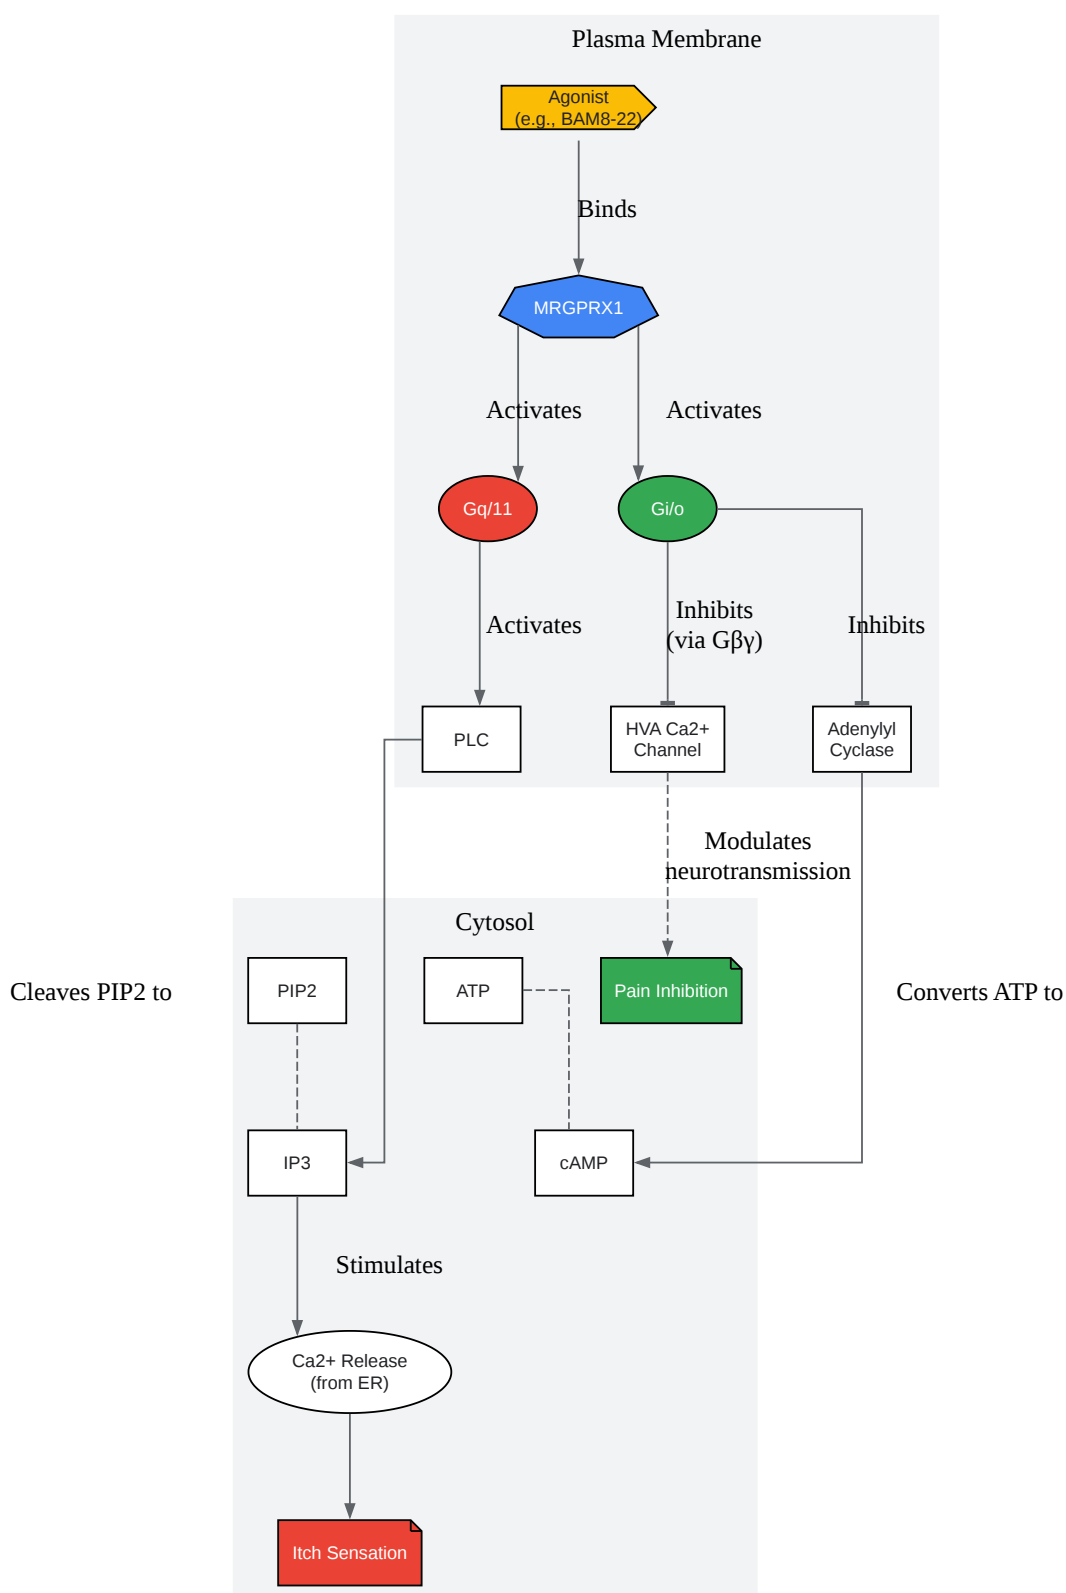 Plasma Membrane
Agonist
(e.g., BAM8-22)
Binds
MRGPRX1
Activates
Activates
Gq/11
Gi/o
Activates
Inhibits
(via Gβγ)
Inhibits
PLC
HVA Ca2+
Channel
Adenylyl
Cyclase
Modulates
neurotransmission
Cytosol
Cleaves PIP2 to
PIP2
ATP
Pain Inhibition
Converts ATP to
IP3
cAMP
Stimulates
Ca2+ Release
(from ER)
Itch Sensation